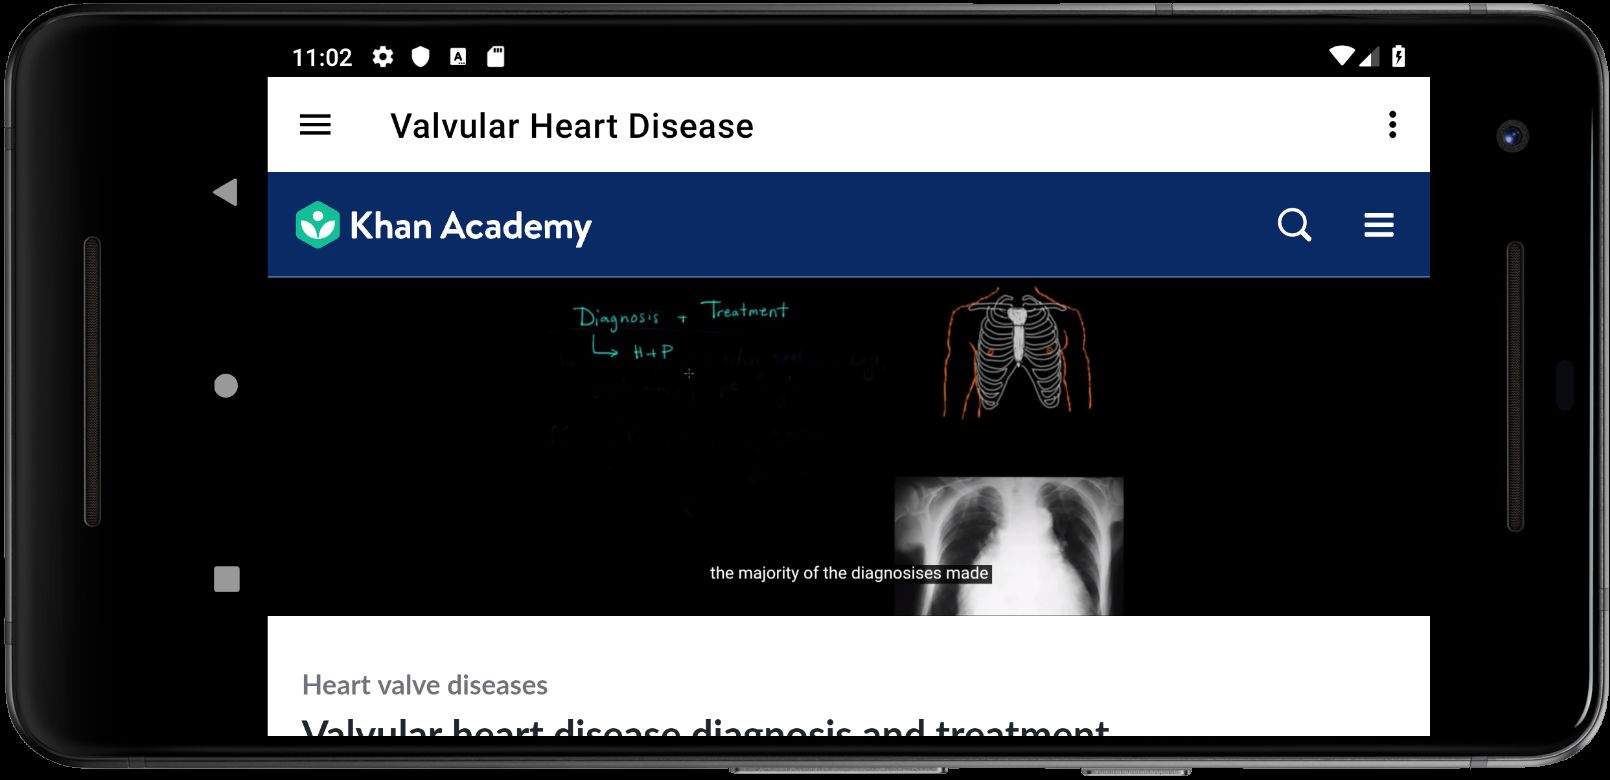 11:02
Valvular Heart Disease
Khan Academy
Diagnosis + Treatment
H+P
the majority of the diagnosises made
Heart valve diseases
Valvular heart disease diagnosis and treatment